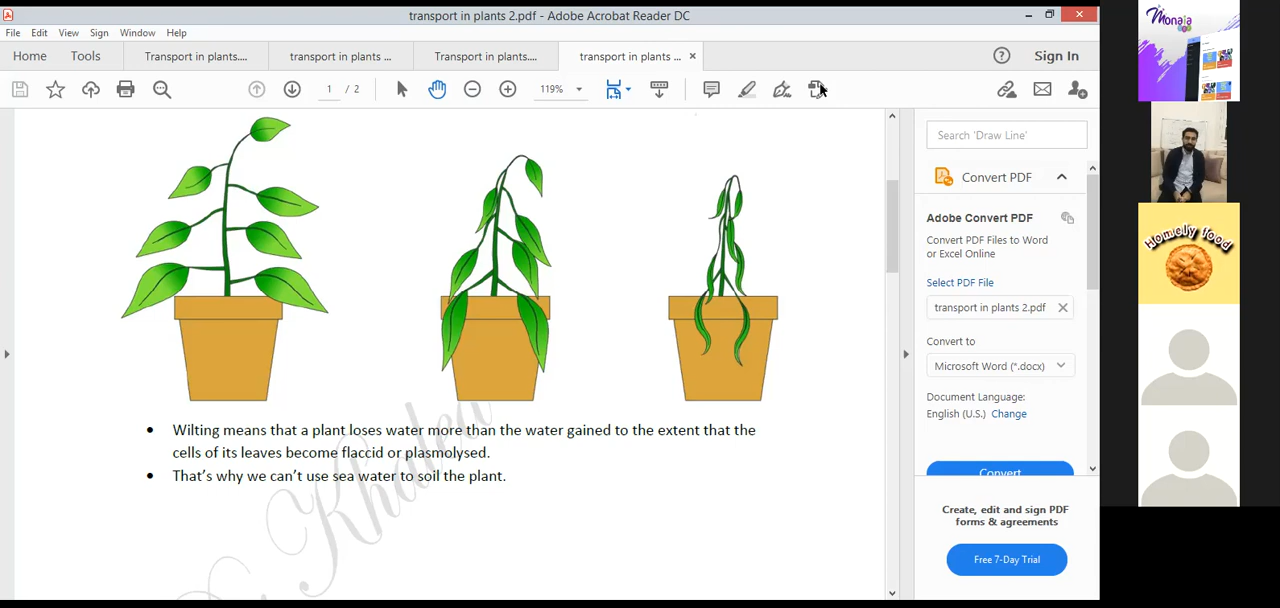 transport in plants 2.pdf - Adobe Acrobat Reader DC
File Edit View Sign Window Help
Home Tools transport in plants.... transport in plants ... Transport in plants.... transport in plants ... ×
Sign In
1 / 2
119%
Search 'Draw Line'
Convert PDF
Adobe Convert PDF
Convert PDF Files to Word
or Excel Online
Select PDF File
transport in plants 2.pdf
Convert to
Microsoft Word (*.docx)
Document Language:
English (U.S.) Change
Convert
Create, edit and sign PDF
forms & agreements
Free 7-Day Trial
• Wilting means that a plant loses water more than the water gained to the extent that the
cells of its leaves become flaccid or plasmolysed.
• That's why we can't use sea water to soil the plant.
Khaled
Monaia
Homely food